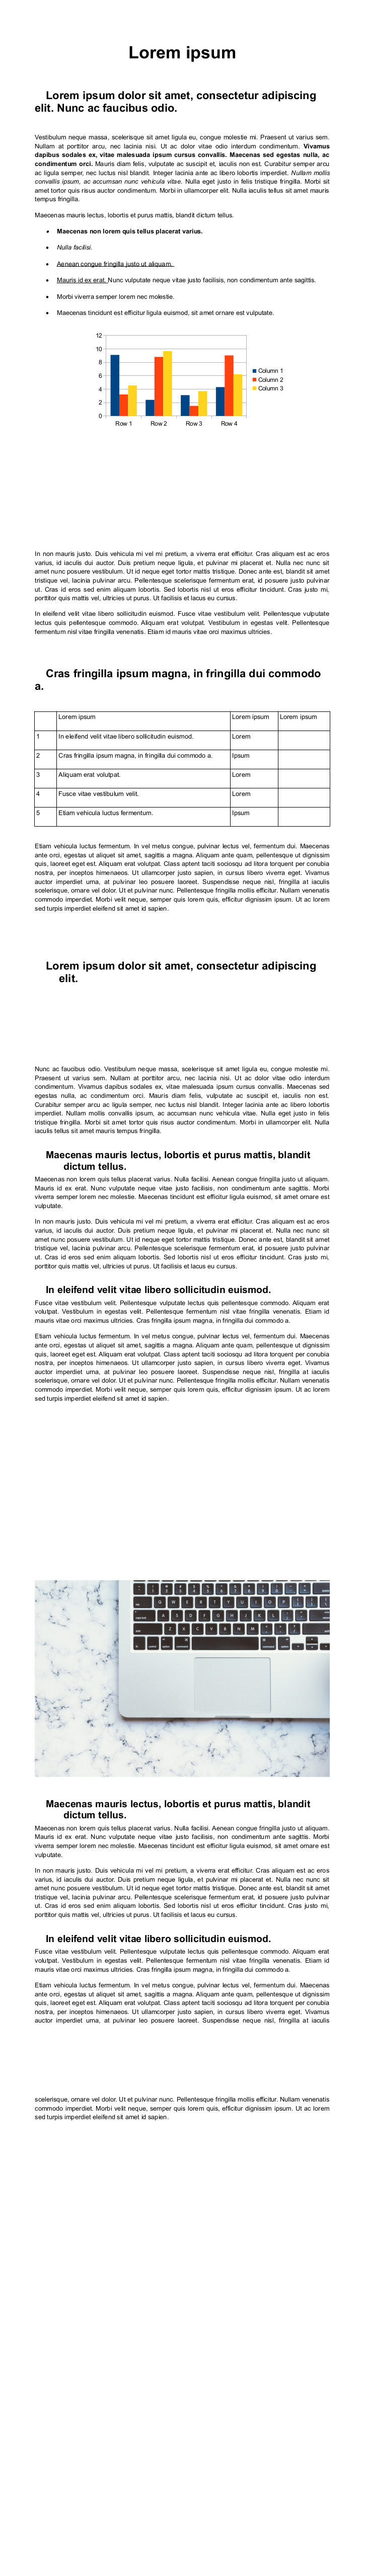 Lorem ipsum
Lorem ipsum dolor sit amet, consectetur adipiscing
elit. Nunc ac faucibus odio.
Vestibulum neque massa, scelerisque sit amet ligula eu, congue molestie mi. Praesent ut varius sem.
Nullam at porttitor arcu, nec lacinia nisi. Ut ac dolor vitae odio interdum condimentum. Vivamus
dapibus sodales ex, vitae malesuada ipsum cursus convallis. Maecenas sed egestas nulla, ac
condimentum orci. Mauris diam felis, vulputate ac suscipit et, iaculis non est. Curabitur semper arcu
ac ligula semper, nec luctus nisl blandit. Integer lacinia ante ac libero lobortis imperdiet. Nullam mollis
convallis ipsum, ac accumsan nunc vehicula vitae. Nulla eget justo in felis tristique fringilla. Morbi sit
amet tortor quis risus auctor condimentum. Morbi in ullamcorper elit. Nulla iaculis tellus sit amet mauris
tempus fringilla.
Maecenas mauris lectus, lobortis et purus mattis, blandit dictum tellus.
• Maecenas non lorem quis tellus placerat varius.
• Nulla facilisi.
• Aenean congue fringilla justo ut aliquam.
• Mauris id ex erat. Nunc vulputate neque vitae justo facilisis, non condimentum ante sagittis.
• Morbi viverra semper lorem nec molestie.
• Maecenas tincidunt est efficitur ligula euismod, sit amet ornare est vulputate.
12
10
8
6
4
2
0
Row 1 Row 2 Row 3 Row 4
Column 1
Column 2
Column 3
In non mauris justo. Duis vehicula mi vel mi pretium, a viverra erat efficitur. Cras aliquam est ac eros
varius, id iaculis dui auctor. Duis pretium neque ligula, et pulvinar mi placerat et. Nulla nec nunc sit
amet nunc posuere vestibulum. Ut id neque eget tortor mattis tristique. Donec ante est, blandit sit amet
tristique vel, lacinia pulvinar arcu. Pellentesque scelerisque fermentum erat, id posuere justo pulvinar
ut. Cras id eros sed enim aliquam lobortis. Sed lobortis nisl ut eros efficitur tincidunt. Cras justo mi,
porttitor quis mattis vel, ultricies ut purus. Ut facilisis et lacus eu cursus.
In eleifend velit vitae libero sollicitudin euismod. Fusce vitae vestibulum velit. Pellentesque vulputate
lectus quis pellentesque commodo. Aliquam erat volutpat. Vestibulum in egestas velit. Pellentesque
fermentum nisl vitae fringilla venenatis. Etiam id mauris vitae orci maximus ultricies.
Cras fringilla ipsum magna, in fringilla dui commodo
a.
Lorem ipsum Lorem ipsum Lorem ipsum
1 In eleifend velit vitae libero sollicitudin euismod. Lorem
2 Cras fringilla ipsum magna, in fringilla dui commodo a. Ipsum
3 Aliquam erat volutpat. Lorem
4 Fusce vitae vestibulum velit. Lorem
5 Etiam vehicula luctus fermentum. Ipsum
Etiam vehicula luctus fermentum. In vel metus congue, pulvinar lectus vel, fermentum dui. Maecenas
ante orci, egestas ut aliquet sit amet, sagittis a magna. Aliquam ante quam, pellentesque ut dignissim
quis, laoreet eget est. Aliquam erat volutpat. Class aptent taciti sociosqu ad litora torquent per conubia
nostra, per inceptos himenaeos. Ut ullamcorper justo sapien, in cursus libero viverra eget. Vivamus
auctor imperdiet urna, at pulvinar leo posuere laoreet. Suspendisse neque nisl, fringilla at iaculis
scelerisque, ornare vel dolor. Ut et pulvinar nunc. Pellentesque fringilla mollis efficitur. Nullam venenatis
commodo imperdiet. Morbi velit neque, semper quis lorem quis, efficitur dignissim ipsum. Ut ac lorem
sed turpis imperdiet eleifend sit amet id sapien.
Lorem ipsum dolor sit amet, consectetur adipiscing
elit.
Nunc ac faucibus odio. Vestibulum neque massa, scelerisque sit amet ligula eu, congue molestie mi.
Praesent ut varius sem. Nullam at porttitor arcu, nec lacinia nisi. Ut ac dolor vitae odio interdum
condimentum. Vivamus dapibus sodales ex, vitae malesuada ipsum cursus convallis. Maecenas sed
egestas nulla, ac condimentum orci. Mauris diam felis, vulputate ac suscipit et, iaculis non est.
Curabitur semper arcu ac ligula semper, nec luctus nisl blandit. Integer lacinia ante ac libero lobortis
imperdiet. Nullam mollis convallis ipsum, ac accumsan nunc vehicula vitae. Nulla eget justo in felis
tristique fringilla. Morbi sit amet tortor quis risus auctor condimentum. Morbi in ullamcorper elit. Nulla
iaculis tellus sit amet mauris tempus fringilla.
Maecenas mauris lectus, lobortis et purus mattis, blandit
dictum tellus.
Maecenas non lorem quis tellus placerat varius. Nulla facilisi. Aenean congue fringilla justo ut aliquam.
Mauris id ex erat. Nunc vulputate neque vitae justo facilisis, non condimentum ante sagittis. Morbi
viverra semper lorem nec molestie. Maecenas tincidunt est efficitur ligula euismod, sit amet ornare est
vulputate.
In non mauris justo. Duis vehicula mi vel mi pretium, a viverra erat efficitur. Cras aliquam est ac eros
varius, id iaculis dui auctor. Duis pretium neque ligula, et pulvinar mi placerat et. Nulla nec nunc sit
amet nunc posuere vestibulum. Ut id neque eget tortor mattis tristique. Donec ante est, blandit sit amet
tristique vel, lacinia pulvinar arcu. Pellentesque scelerisque fermentum erat, id posuere justo pulvinar
ut. Cras id eros sed enim aliquam lobortis. Sed lobortis nisl ut eros efficitur tincidunt. Cras justo mi,
porttitor quis mattis vel, ultricies ut purus. Ut facilisis et lacus eu cursus.
In eleifend velit vitae libero sollicitudin euismod.
Fusce vitae vestibulum velit. Pellentesque vulputate lectus quis pellentesque commodo. Aliquam erat
volutpat. Vestibulum in egestas velit. Pellentesque fermentum nisl vitae fringilla venenatis. Etiam id
mauris vitae orci maximus ultricies. Cras fringilla ipsum magna, in fringilla dui commodo a.
Etiam vehicula luctus fermentum. In vel metus congue, pulvinar lectus vel, fermentum dui. Maecenas
ante orci, egestas ut aliquet sit amet, sagittis a magna. Aliquam ante quam, pellentesque ut dignissim
quis, laoreet eget est. Aliquam erat volutpat. Class aptent taciti sociosqu ad litora torquent per conubia
nostra, per inceptos himenaeos. Ut ullamcorper justo sapien, in cursus libero viverra eget. Vivamus
auctor imperdiet urna, at pulvinar leo posuere laoreet. Suspendisse neque nisl, fringilla at iaculis
scelerisque, ornare vel dolor. Ut et pulvinar nunc. Pellentesque fringilla mollis efficitur. Nullam venenatis
commodo imperdiet. Morbi velit neque, semper quis lorem quis, efficitur dignissim ipsum. Ut ac lorem
sed turpis imperdiet eleifend sit amet id sapien.
Maecenas mauris lectus, lobortis et purus mattis, blandit
dictum tellus.
Maecenas non lorem quis tellus placerat varius. Nulla facilisi. Aenean congue fringilla justo ut aliquam.
Mauris id ex erat. Nunc vulputate neque vitae justo facilisis, non condimentum ante sagittis. Morbi
viverra semper lorem nec molestie. Maecenas tincidunt est efficitur ligula euismod, sit amet ornare est
vulputate.
In non mauris justo. Duis vehicula mi vel mi pretium, a viverra erat efficitur. Cras aliquam est ac eros
varius, id iaculis dui auctor. Duis pretium neque ligula, et pulvinar mi placerat et. Nulla nec nunc sit
amet nunc posuere vestibulum. Ut id neque eget tortor mattis tristique. Donec ante est, blandit sit amet
tristique vel, lacinia pulvinar arcu. Pellentesque scelerisque fermentum erat, id posuere justo pulvinar
ut. Cras id eros sed enim aliquam lobortis. Sed lobortis nisl ut eros efficitur tincidunt. Cras justo mi,
porttitor quis mattis vel, ultricies ut purus. Ut facilisis et lacus eu cursus.
In eleifend velit vitae libero sollicitudin euismod.
Fusce vitae vestibulum velit. Pellentesque vulputate lectus quis pellentesque commodo. Aliquam erat
volutpat. Vestibulum in egestas velit. Pellentesque fermentum nisl vitae fringilla venenatis. Etiam id
mauris vitae orci maximus ultricies. Cras fringilla ipsum magna, in fringilla dui commodo a.
Etiam vehicula luctus fermentum. In vel metus congue, pulvinar lectus vel, fermentum dui. Maecenas
ante orci, egestas ut aliquet sit amet, sagittis a magna. Aliquam ante quam, pellentesque ut dignissim
quis, laoreet eget est. Aliquam erat volutpat. Class aptent taciti sociosqu ad litora torquent per conubia
nostra, per inceptos himenaeos. Ut ullamcorper justo sapien, in cursus libero viverra eget. Vivamus
auctor imperdiet urna, at pulvinar leo posuere laoreet. Suspendisse neque nisl, fringilla at iaculis
scelerisque, ornare vel dolor. Ut et pulvinar nunc. Pellentesque fringilla mollis efficitur. Nullam venenatis
commodo imperdiet. Morbi velit neque, semper quis lorem quis, efficitur dignissim ipsum. Ut ac lorem
sed turpis imperdiet eleifend sit amet id sapien.